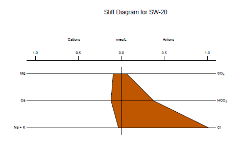 Stiff Diagram for SW-20
Cations meq/L Anions
1.0 0.5 0.0 0.5 1.0
Mg SO4
Ca HCO3
Na + K Cl